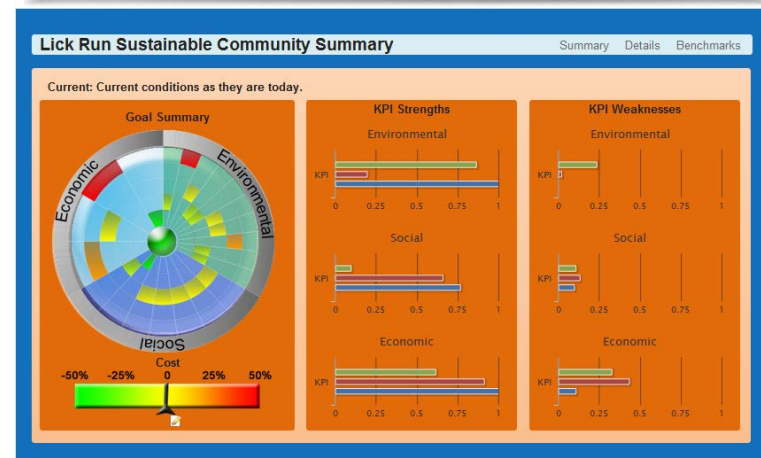 Lick Run Sustainable Community Summary
Summary Details Benchmarks
Current: Current conditions as they are today.
Goal Summary
Economic
Environmental
Social
Cost
-50% -25% 0 25% 50%
KPI Strengths
Environmental
KPI
0 0.25 0.5 0.75 1
Social
KPI
0 0.25 0.5 0.75 1
Economic
KPI
0 0.25 0.5 0.75 1
KPI Weaknesses
Environmental
KPI
0 0.25 0.5 0.75 1
Social
KPI
0 0.25 0.5 0.75 1
Economic
KPI
0 0.25 0.5 0.75 1